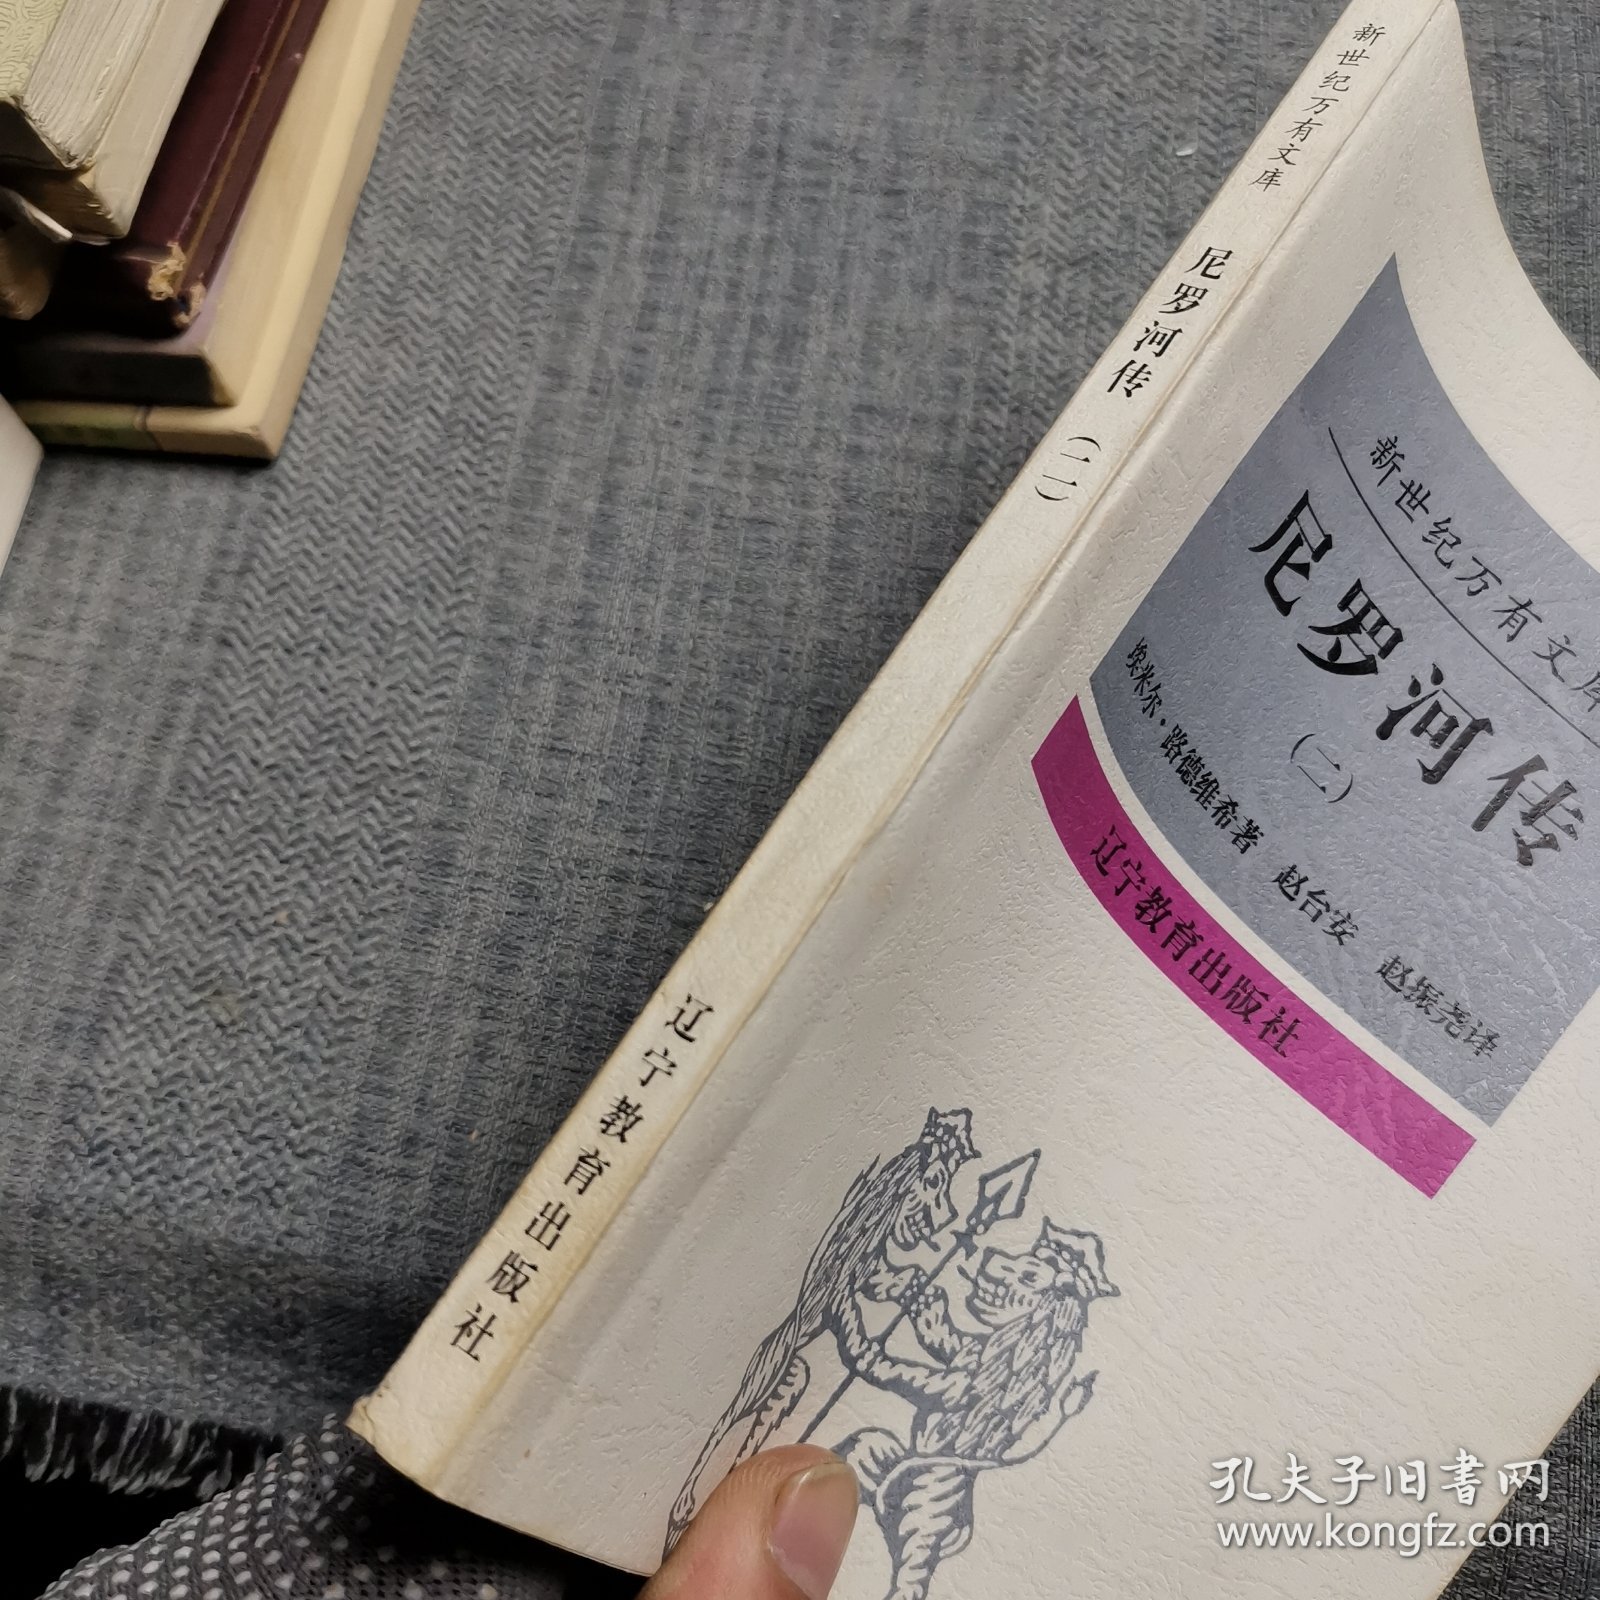 新世纪万有文库
尼罗河传
(二)
辽宁教育出版社
新世纪万有文库
尼罗河传
(二)
埃米尔·路德维希著 赵台安 赵振尧译
辽宁教育出版社
孔夫子旧书网
www.kongfz.com